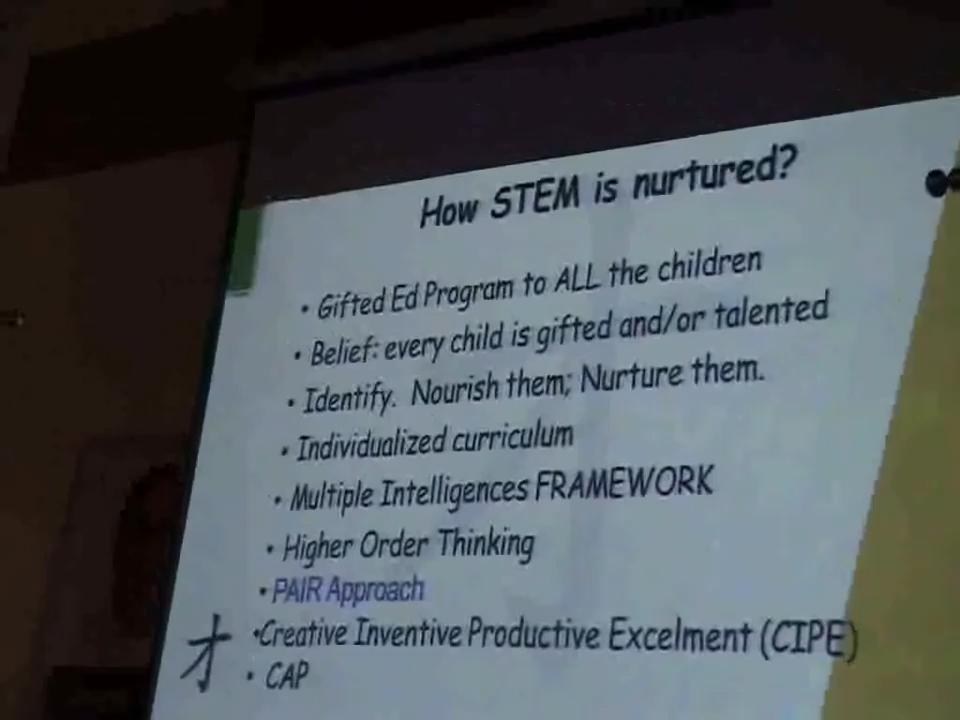 How STEM is nurtured?
• Gifted Ed Program to ALL the children
• Belief: every child is gifted and/or talented
• Identify. Nourish them; Nurture them.
• Individualized curriculum
• Multiple Intelligences FRAMEWORK
• Higher Order Thinking
• PAIR Approach
•Creative Inventive Productive Excelment (CIPE)
才
• CAP